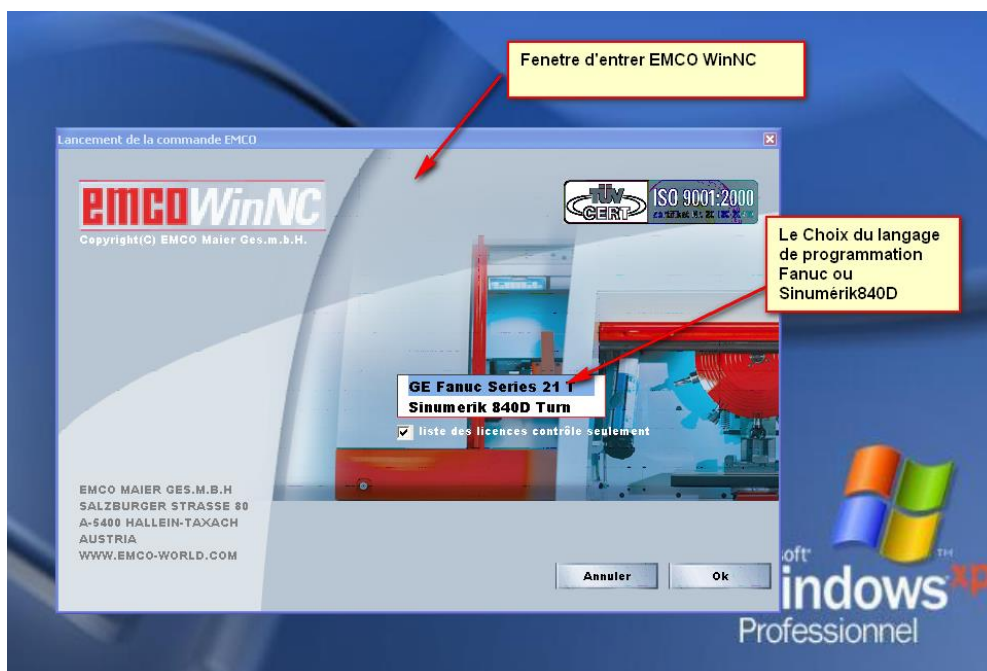 Fenetre d'entrer EMCO WinNC
Lancement de la commande EMCO
emco WinNC
Copyright(C) EMCO Maier Ges.m.b.H.
TÜV
CERT
ISO 9001:2000
Le Choix du langage
de programmation
Fanuc ou
Sinumérik840D
GE Fanuc Series 21 T
Sinumerik 840D Turn
liste des licences contrôle seulement
EMCO MAIER GES.M.B.H
SALZBURGER STRASSE 80
A-5400 HALLEIN-TAXACH
AUSTRIA
WWW.EMCO-WORLD.COM
Annuler
Ok
oft
indows xp
Professionnel